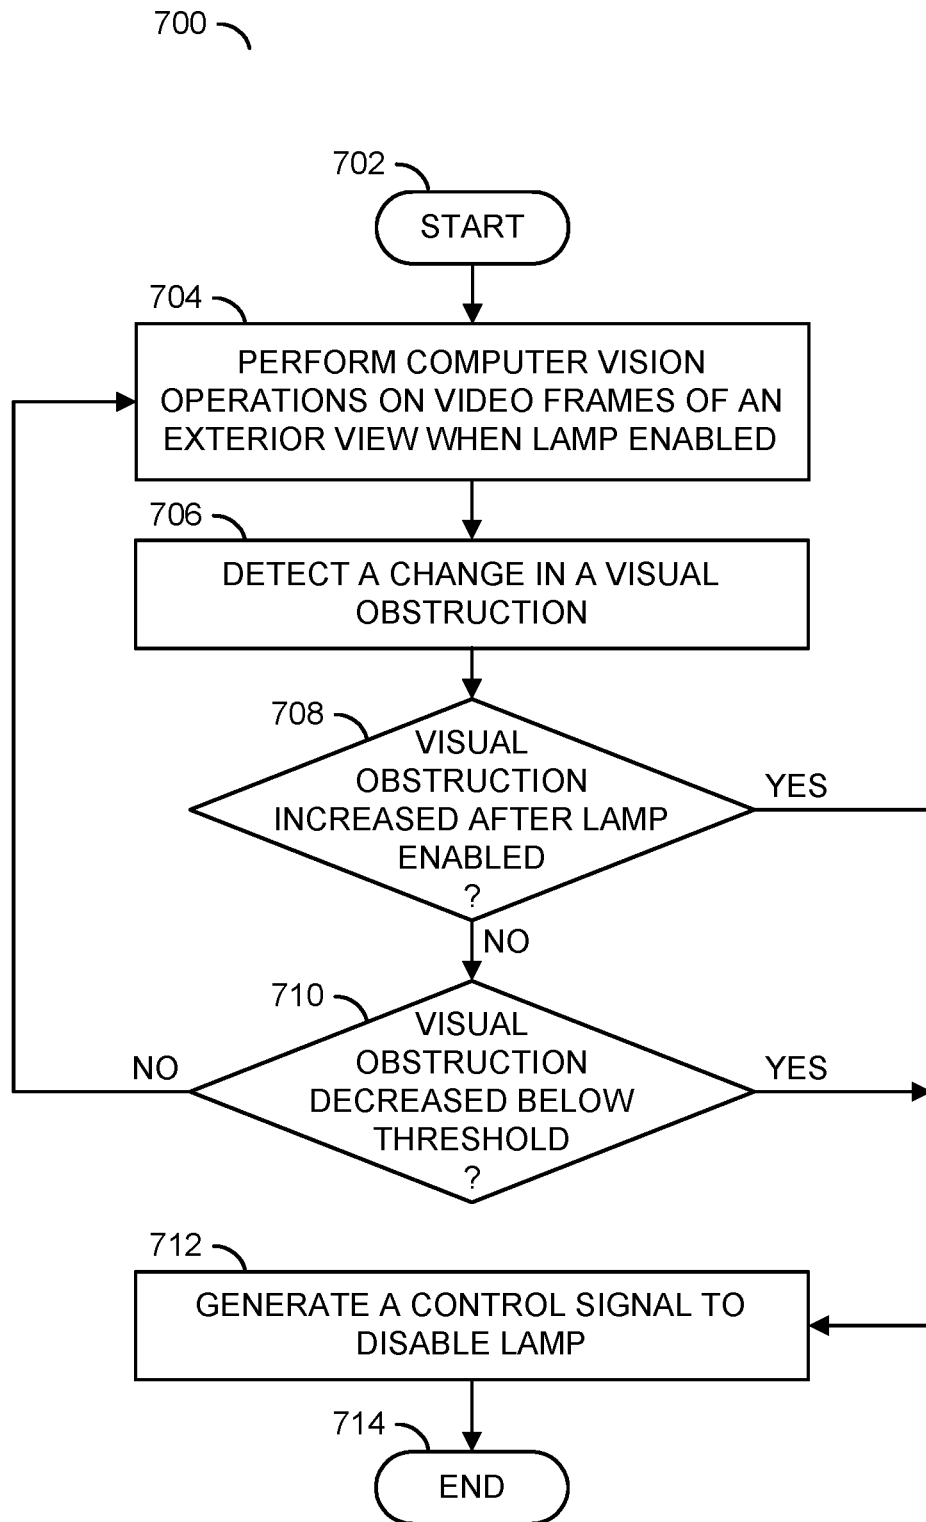 700
702
START
704
PERFORM COMPUTER VISION
OPERATIONS ON VIDEO FRAMES OF AN
EXTERIOR VIEW WHEN LAMP ENABLED
706
DETECT A CHANGE IN A VISUAL
OBSTRUCTION
708
VISUAL
OBSTRUCTION
INCREASED AFTER LAMP
ENABLED
?
YES
NO
710
VISUAL
OBSTRUCTION
DECREASED BELOW
THRESHOLD
?
NO
YES
712
GENERATE A CONTROL SIGNAL TO
DISABLE LAMP
714
END